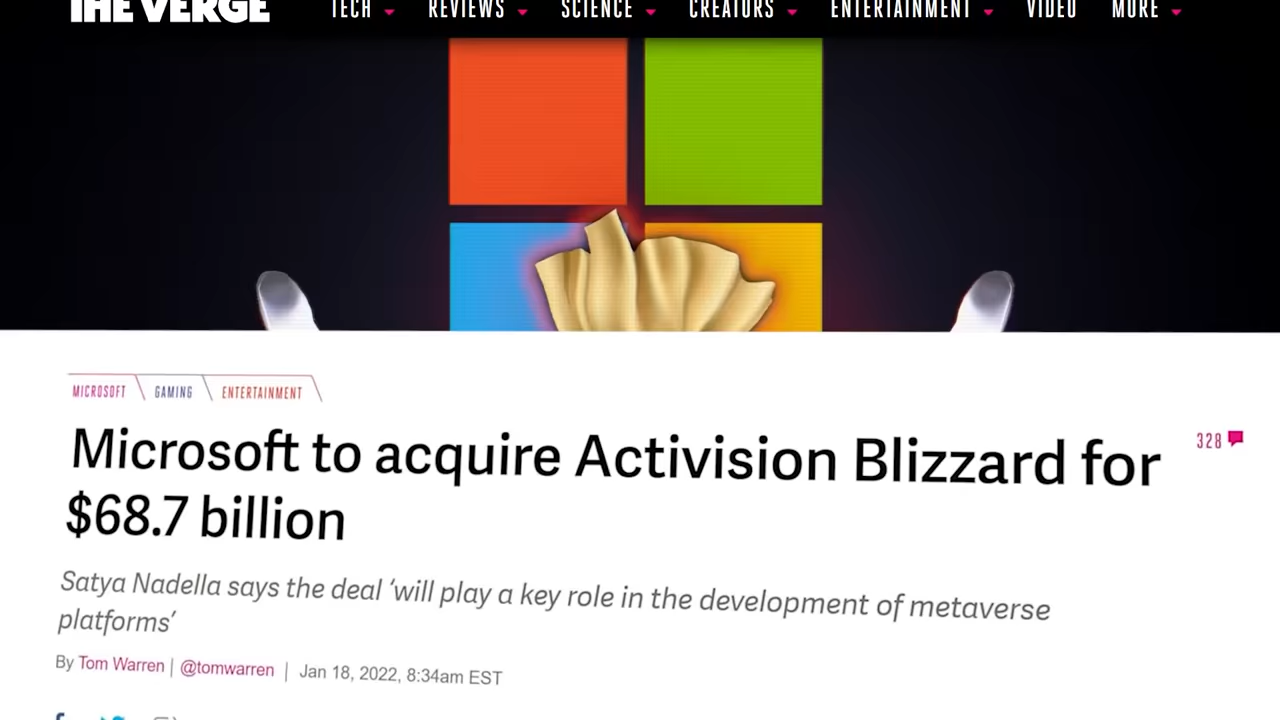 THE VERGE TECH REVIEWS SCIENCE CREATORS ENTERTAINMENT VIDEO MORE
MICROSOFT GAMING ENTERTAINMENT
Microsoft to acquire Activision Blizzard for
$68.7 billion
328
Satya Nadella says the deal ‘will play a key role in the development of metaverse
platforms’
By Tom Warren | @tomwarren | Jan 18, 2022, 8:34am EST